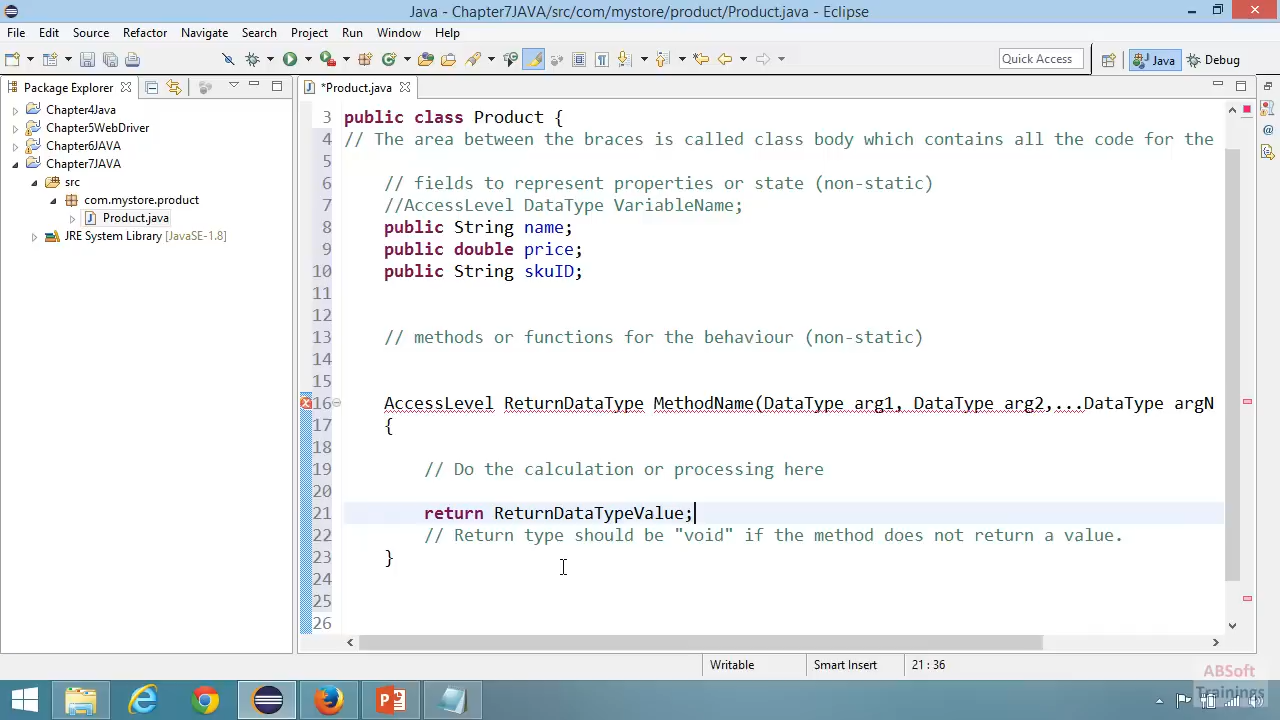 Java - Chapter7JAVA/src/com/mystore/product/Product.java - Eclipse
File Edit Source Refactor Navigate Search Project Run Window Help
Quick Access Java Debug
Package Explorer
Chapter4Java
Chapter5WebDriver
Chapter6JAVA
Chapter7JAVA
src
com.mystore.product
Product.java
JRE System Library [JavaSE-1.8]
*Product.java
3 public class Product {
4 // The area between the braces is called class body which contains all the code for the
5
6 // fields to represent properties or state (non-static)
7 //AccessLevel DataType VariableName;
8 public String name;
9 public double price;
10 public String skuID;
11
12
13 // methods or functions for the behaviour (non-static)
14
15
16 AccessLevel ReturnDataType MethodName(DataType arg1, DataType arg2,...DataType argN
17 {
18
19 // Do the calculation or processing here
20
21 return ReturnDataTypeValue;
22 // Return type should be "void" if the method does not return a value.
23 }
24
25
26
Writable Smart Insert 21 : 36
ABSoft
Trainings